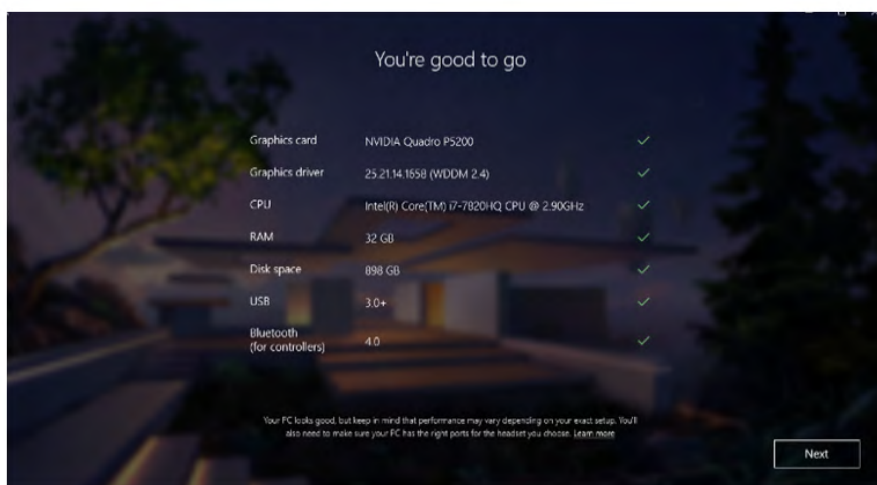 You're good to go
Graphics card NVIDIA Quadro P5200
Graphics driver 25.21.14.1658 (WDDM 2.4)
CPU Intel(R) Core(TM) i7-7820HQ CPU @ 2.90GHz
RAM 32 GB
Disk space 898 GB
USB 3.0+
Bluetooth
(for controllers) 4.0
Your PC looks good, but keep in mind that performance may vary depending on your exact setup. You'll
also need to make sure your PC has the right ports for the headset you choose. Learn more
Next